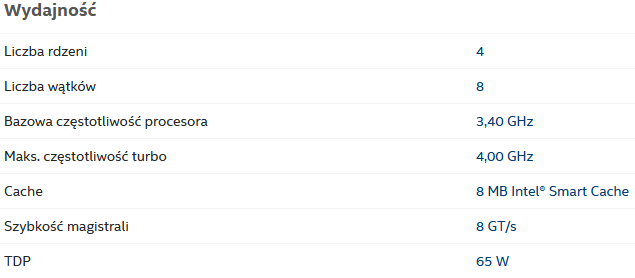 Wydajność
Liczba rdzeni 4
Liczba wątków 8
Bazowa częstotliwość procesora 3,40 GHz
Maks. częstotliwość turbo 4,00 GHz
Cache 8 MB Intel® Smart Cache
Szybkość magistrali 8 GT/s
TDP 65 W